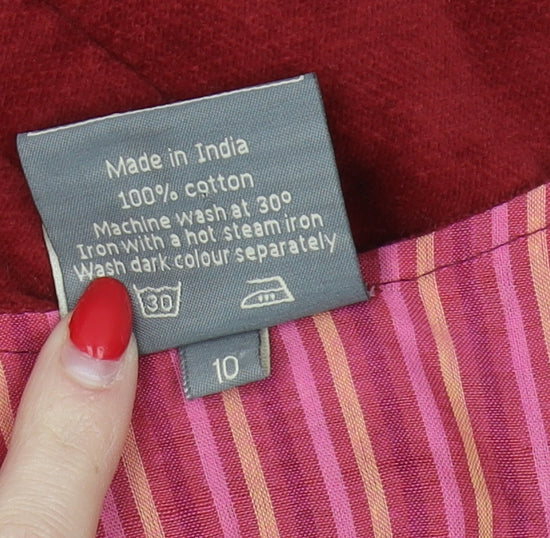 Made in India
100% cotton
Machine wash at 30°
Iron with a hot steam iron
Wash dark colour separately
30
10